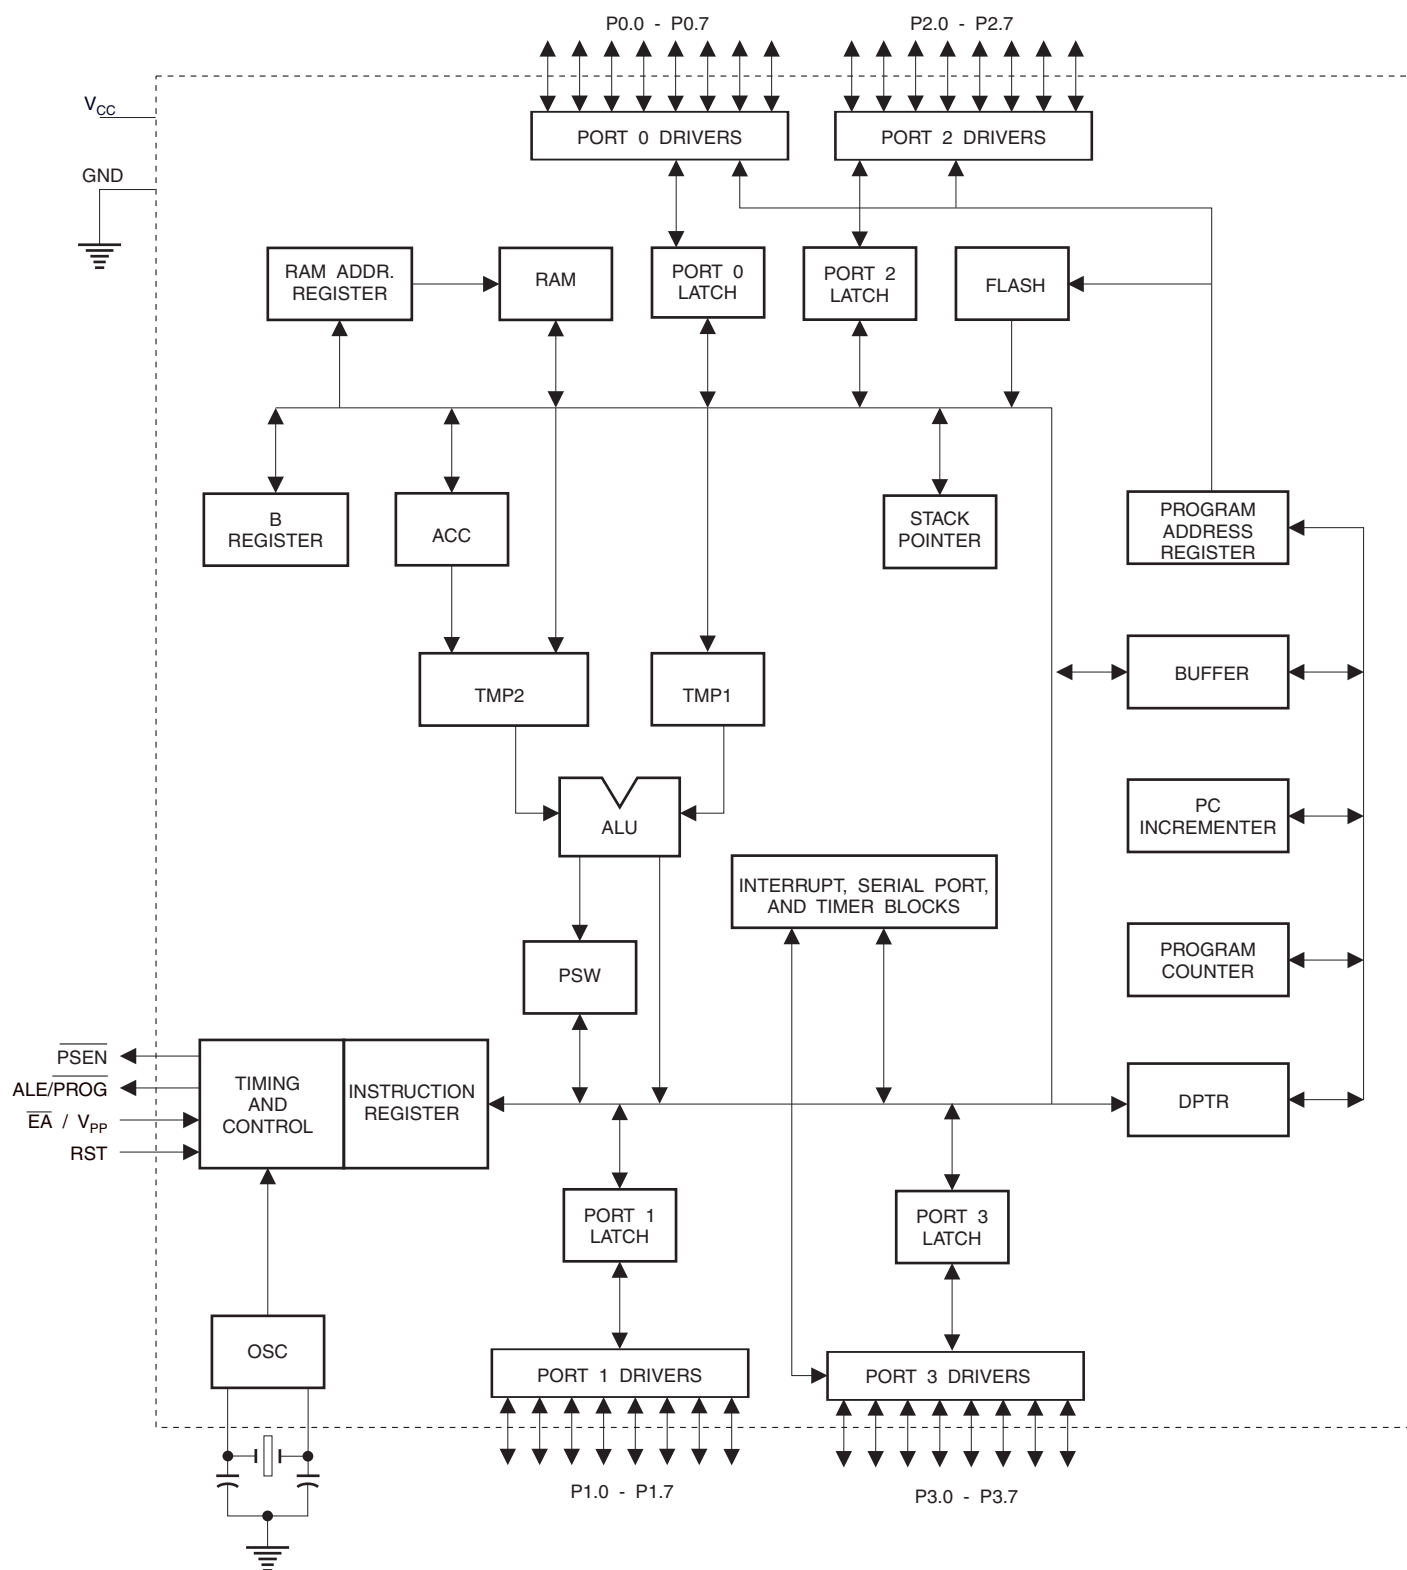 P0.0 - P0.7
P2.0 - P2.7
VCC
GND
PORT 0 DRIVERS
PORT 2 DRIVERS
RAM ADDR.
REGISTER
RAM
PORT 0
LATCH
PORT 2
LATCH
FLASH
B
REGISTER
ACC
STACK
POINTER
PROGRAM
ADDRESS
REGISTER
TMP2
TMP1
BUFFER
ALU
PC
INCREMENTER
INTERRUPT, SERIAL PORT,
AND TIMER BLOCKS
PSW
PROGRAM
COUNTER
PSEN
ALE/PROG
EA / VPP
RST
TIMING
AND
CONTROL
INSTRUCTION
REGISTER
DPTR
PORT 1
LATCH
PORT 3
LATCH
OSC
PORT 1 DRIVERS
PORT 3 DRIVERS
P1.0 - P1.7
P3.0 - P3.7